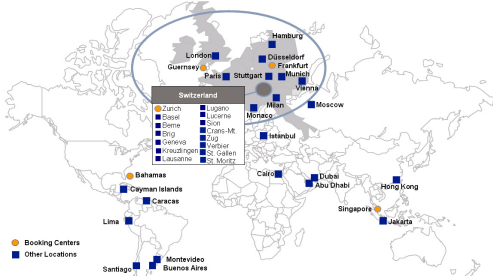 Hamburg
London
Düsseldorf
Guernsey
Frankfurt
Paris
Stuttgart
Munich
Vienna
Switzerland
Zurich
Basel
Berne
Brig
Geneva
Kreuzlingen
Lausanne
Lugano
Lucerne
Sion
Crans-Mt.
Zug
Verbier
St. Gallen
St. Moritz
Milan
Monaco
Moscow
Istanbul
Cairo
Dubai
Abu Dhabi
Hong Kong
Bahamas
Cayman Islands
Caracas
Lima
Singapore
Jakarta
Booking Centers
Other Locations
Montevideo
Santiago
Buenos Aires